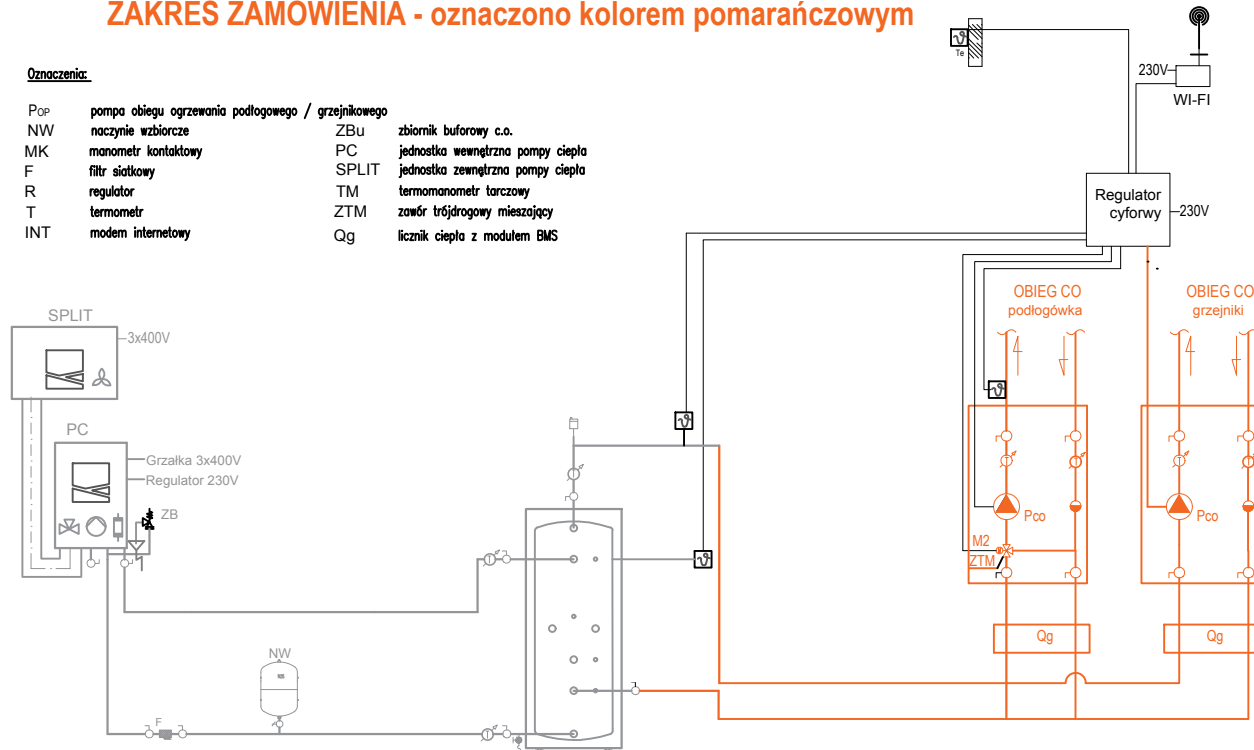 ZAKRES ZAMÓWIENIA - oznaczono kolorem pomarańczowym
Oznaczenia:
POP pompa obiegu ogrzewania podłogowego / grzejnikowego
NW naczynie wzbiorcze
MK manometr kontaktowy
F filtr siatkowy
R regulator
T termometr
INT modem internetowy
ZBu zbiornik buforowy c.o.
PC jednostka wewnętrzna pompy ciepła
SPLIT jednostka zewnętrzna pompy ciepła
TM termomanometr tarczowy
ZTM zawór trójdrogowy mieszający
Qg licznik ciepła z modułem BMS
Te
230V
WI-FI
Regulator
cyforwy
230V
OBIEG CO
podłogówka
OBIEG CO
grzejniki
SPLIT
3x400V
PC
Grzałka 3x400V
Regulator 230V
ZB
T
T
T
T
T
Pco
Pco
M2
ZTM
Qg
Qg
NW
F
T